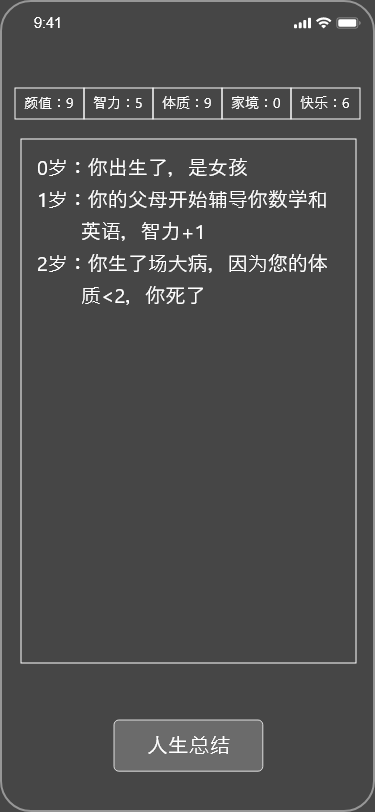 9:41
颜值：9 智力：5 体质：9 家境：0 快乐：6
0岁：你出生了，是女孩
1岁：你的父母开始辅导你数学和
英语，智力+1
2岁：你生了场大病，因为您的体
质<2，你死了
人生总结